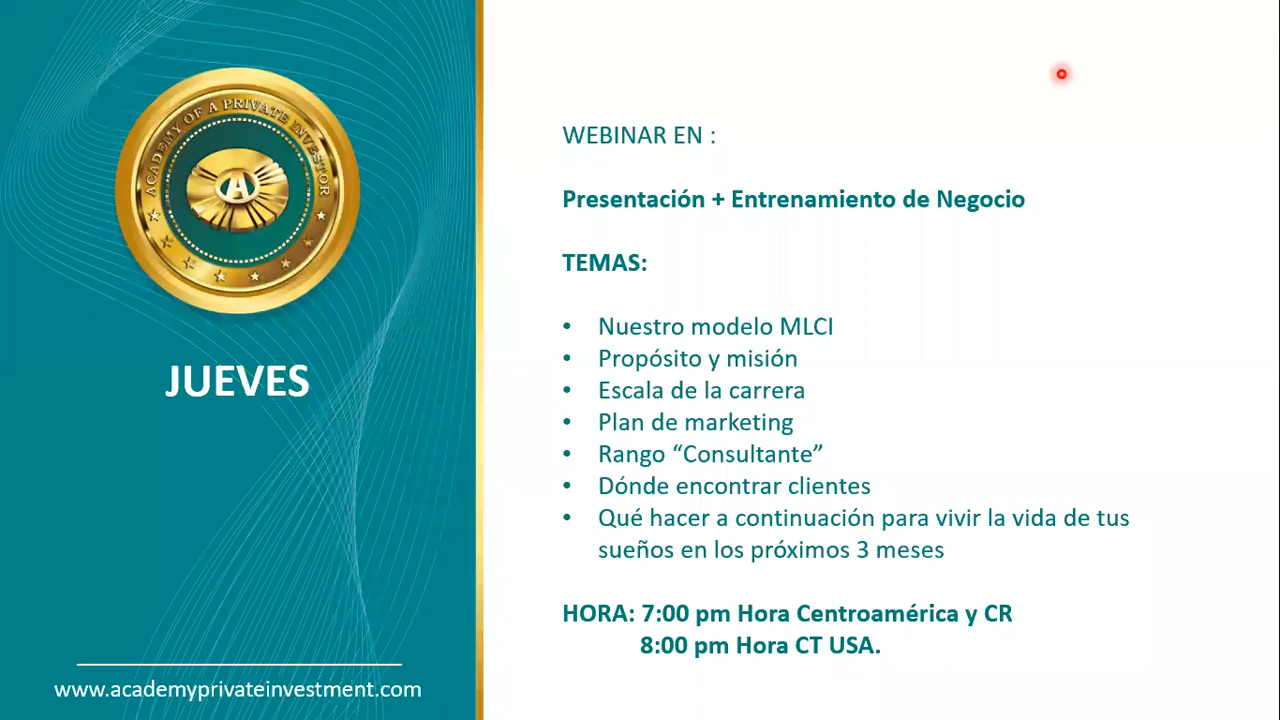 ACADEMY OF A PRIVATE INVESTOR
A
JUEVES
www.academyprivateinvestment.com
WEBINAR EN :
Presentación + Entrenamiento de Negocio
TEMAS:
• Nuestro modelo MLCI
• Propósito y misión
• Escala de la carrera
• Plan de marketing
• Rango “Consultante”
• Dónde encontrar clientes
• Qué hacer a continuación para vivir la vida de tus
sueños en los próximos 3 meses
HORA: 7:00 pm Hora Centroamérica y CR
8:00 pm Hora CT USA.